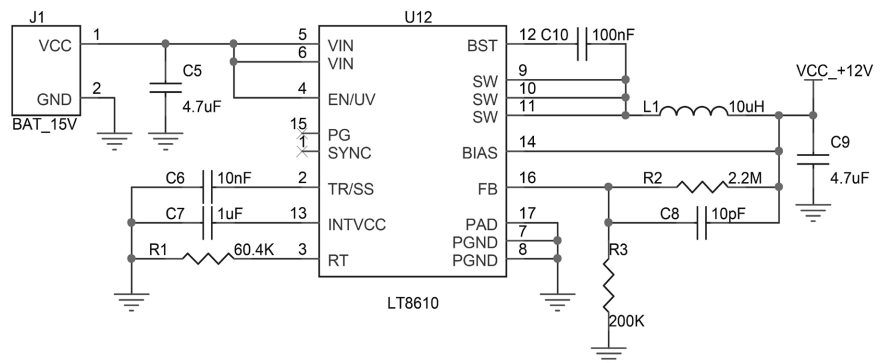 J1
VCC
1
GND
2
BAT_15V
C5
4.7uF
U12
5
VIN
6
VIN
4
EN/UV
15
PG
1
SYNC
C6
10nF
2
TR/SS
C7
1uF
13
INTVCC
R1
60.4K
3
RT
LT8610
BST
12
C10
100nF
SW
9
SW
10
SW
11
L1
10uH
VCC_+12V
BIAS
14
C9
4.7uF
FB
16
R2
2.2M
C8
10pF
PAD
17
PGND
7
PGND
8
R3
200K